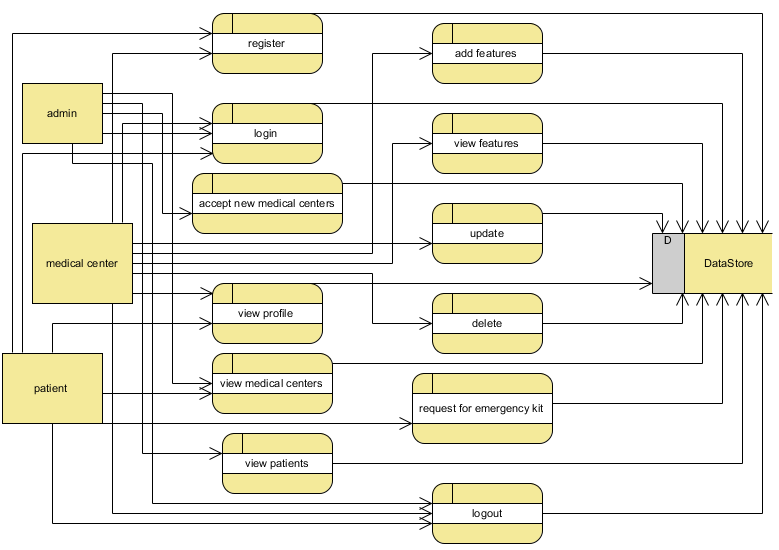 register
add features
admin
login
view features
accept new medical centers
update
D
medical center
DataStore
view profile
delete
patient
view medical centers
request for emergency kit
view patients
logout